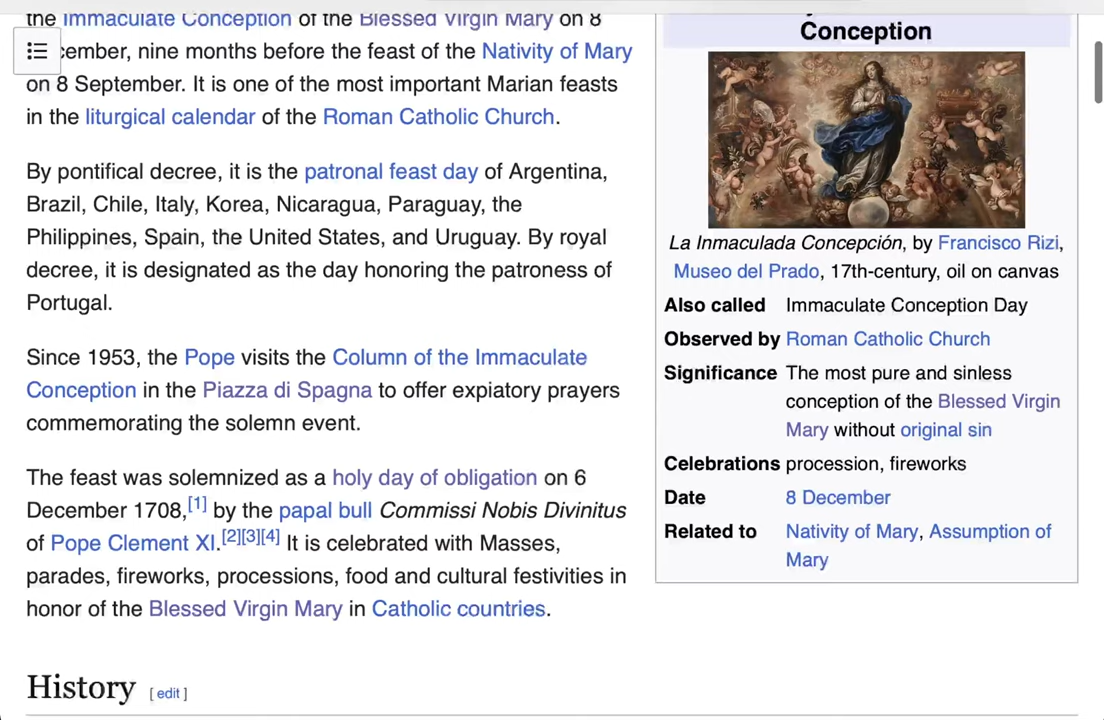 the Immaculate Conception of the Blessed Virgin Mary on 8
cember, nine months before the feast of the Nativity of Mary
on 8 September. It is one of the most important Marian feasts
in the liturgical calendar of the Roman Catholic Church.
By pontifical decree, it is the patronal feast day of Argentina,
Brazil, Chile, Italy, Korea, Nicaragua, Paraguay, the
Philippines, Spain, the United States, and Uruguay. By royal
decree, it is designated as the day honoring the patroness of
Portugal.
Since 1953, the Pope visits the Column of the Immaculate
Conception in the Piazza di Spagna to offer expiatory prayers
commemorating the solemn event.
The feast was solemnized as a holy day of obligation on 6
December 1708,[1] by the papal bull Commissi Nobis Divinitus
of Pope Clement XI.[2][3][4] It is celebrated with Masses,
parades, fireworks, processions, food and cultural festivities in
honor of the Blessed Virgin Mary in Catholic countries.
History [ edit ]
Conception
La Inmaculada Concepción, by Francisco Rizi,
Museo del Prado, 17th-century, oil on canvas
Also called Immaculate Conception Day
Observed by Roman Catholic Church
Significance The most pure and sinless
conception of the Blessed Virgin
Mary without original sin
Celebrations procession, fireworks
Date 8 December
Related to Nativity of Mary, Assumption of
Mary